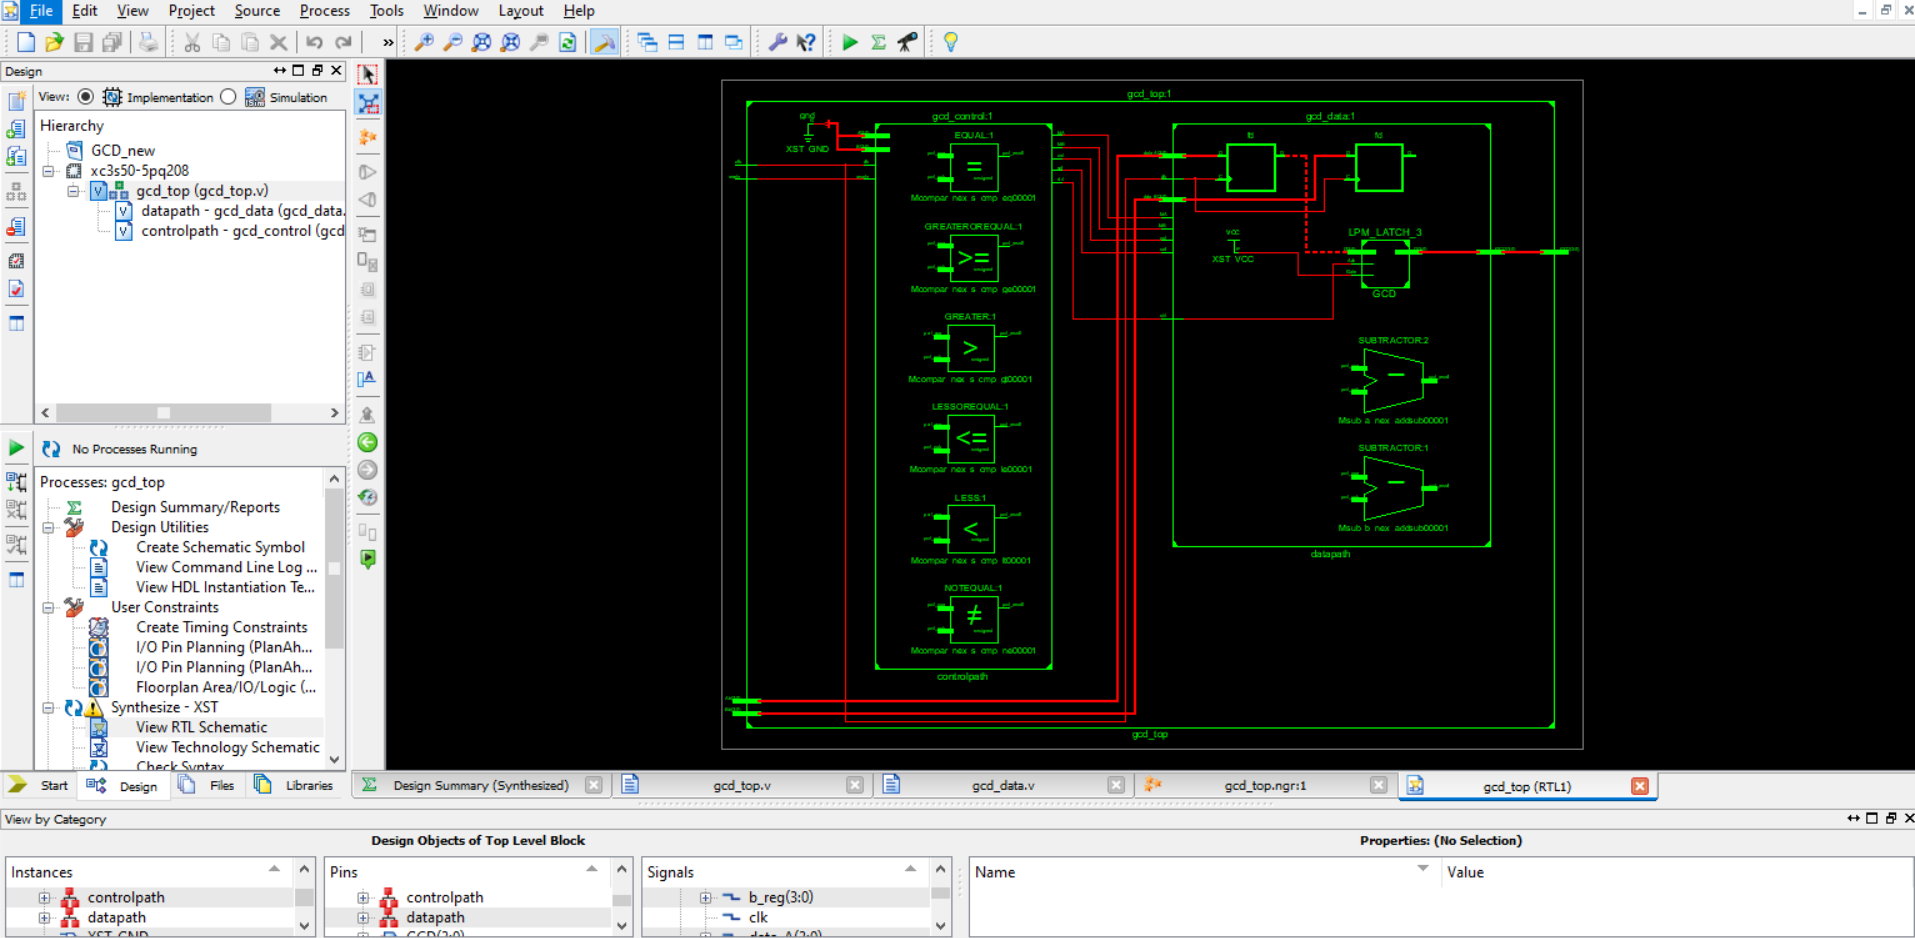 File Edit View Project Source Process Tools Window Layout Help
»
Design
View: Implementation Simulation
Hierarchy
GCD_new
xc3s50-5pq208
gcd_top (gcd_top.v)
datapath - gcd_data (gcd_data.
controlpath - gcd_control (gcd
No Processes Running
Processes: gcd_top
Design Summary/Reports
Design Utilities
Create Schematic Symbol
View Command Line Log ...
View HDL Instantiation Te...
User Constraints
Create Timing Constraints
I/O Pin Planning (PlanAh...
I/O Pin Planning (PlanAh...
Floorplan Area/IO/Logic (...
Synthesize - XST
View RTL Schematic
View Technology Schematic
Check Syntax
Start Design Files Libraries
gcd_top:1
gcd_control:1
gnd
XST GND
EQUAL:1
=
Mcompar nex s cmp eq00001
GREATEROREQUAL:1
>=
Mcompar nex s cmp ge00001
GREATER:1
>
Mcompar nex s cmp gt00001
LESSOREQUAL:1
<=
Mcompar nex s cmp le00001
LESS:1
<
Mcompar nex s cmp lt00001
NOTEQUAL:1
≠
Mcompar nex s cmp ne00001
controlpath
gcd_data:1
fd
fd
vcc
XST VCC
LPM_LATCH_3
GCD
SUBTRACTOR:2
Msub a nex addsub00001
SUBTRACTOR:1
Msub b nex addsub00001
datapath
gcd_top
Design Summary (Synthesized) gcd_top.v gcd_data.v gcd_top.ngr:1 gcd_top (RTL1)
View by Category
Design Objects of Top Level Block
Properties: (No Selection)
Instances
controlpath
datapath
XST_GND
Pins
controlpath
datapath
GCD(3:0)
Signals
b_reg(3:0)
clk
data_A(3:0)
Name Value